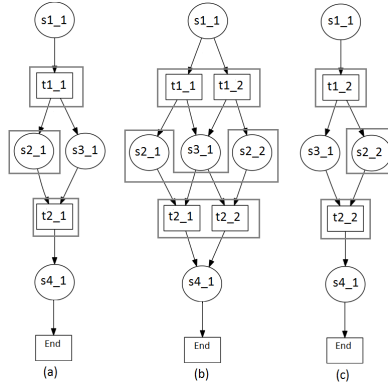 s1_1
t1_1
s2_1 s3_1
t2_1
s4_1
End
(a)
s1_1
t1_1 t1_2
s2_1 s3_1 s2_2
t2_1 t2_2
s4_1
End
(b)
s1_1
t1_2
s3_1 s2_2
t2_2
s4_1
End
(c)